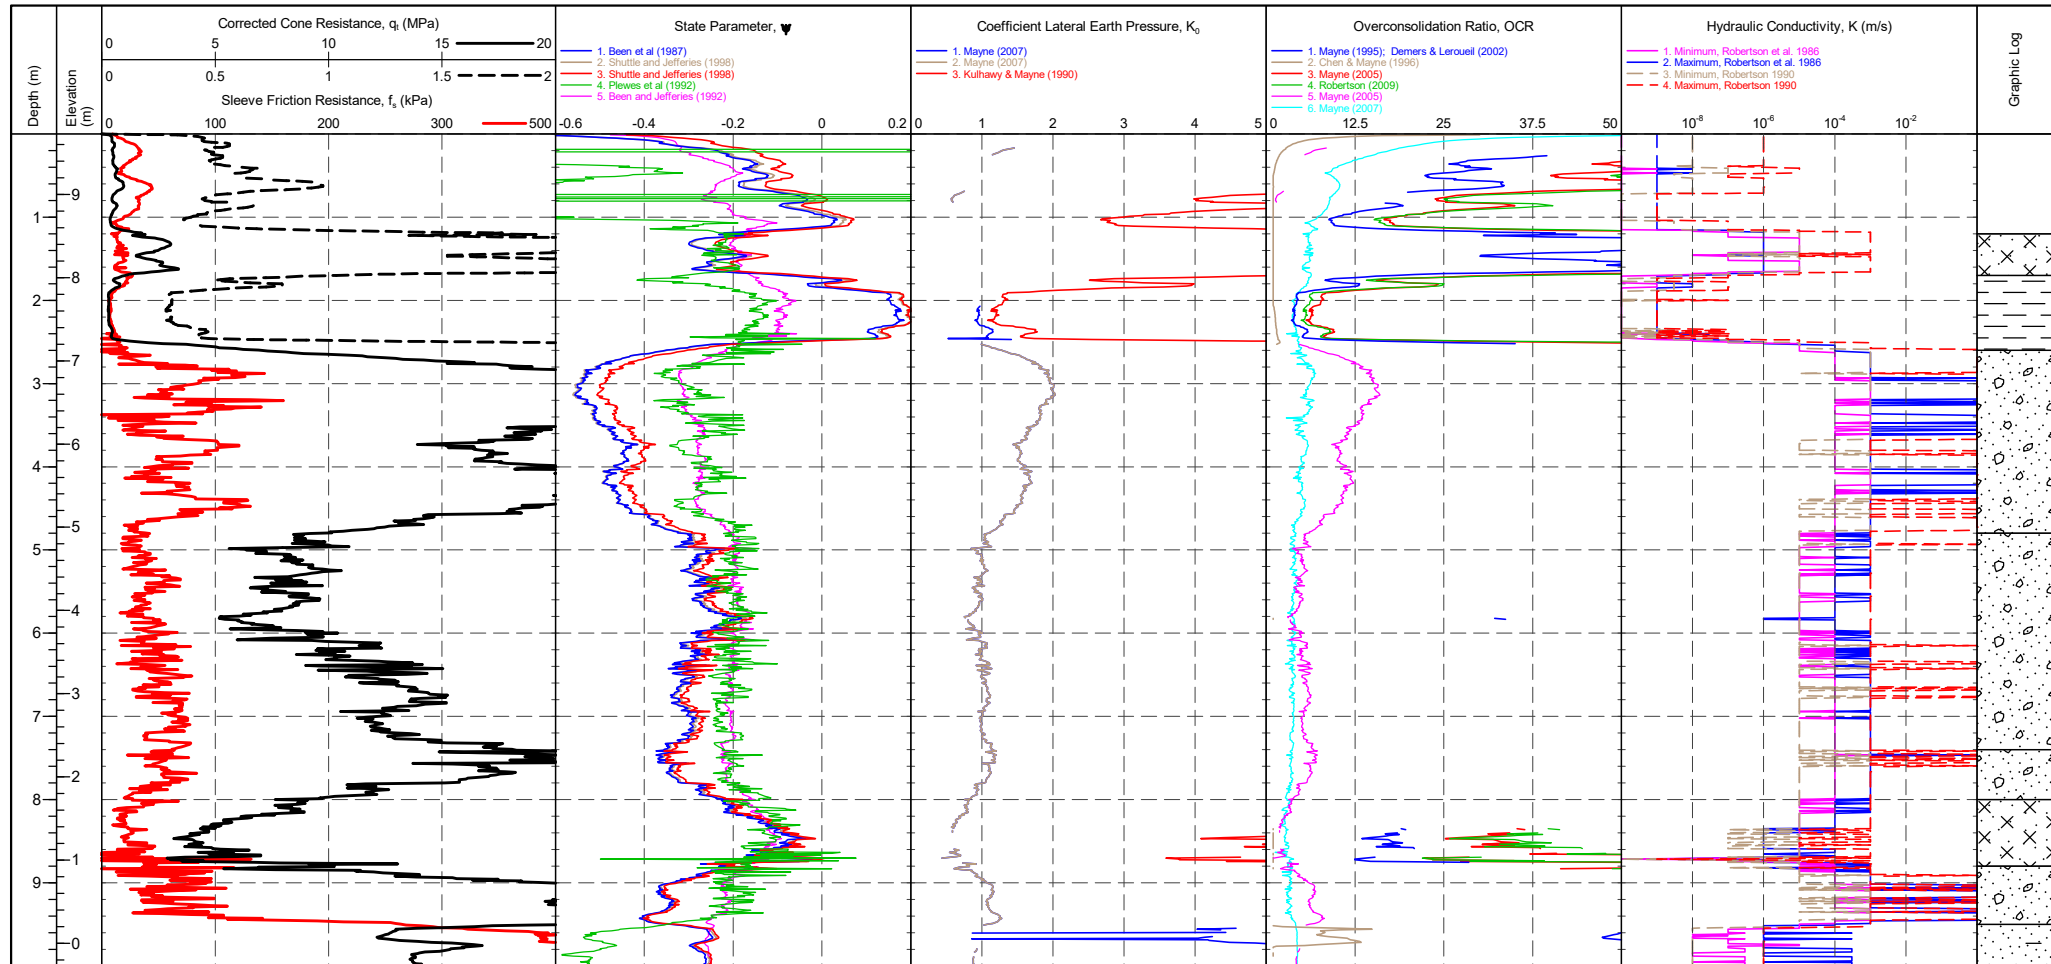 Depth (m)
Elevation (m)
Corrected Cone Resistance, qt (MPa)
0 5 10 15 20
0 0.5 1 1.5 2
Sleeve Friction Resistance, fs (kPa)
0 100 200 300 500
State Parameter, ψ
1. Been et al (1987)
2. Shuttle and Jefferies (1998)
3. Shuttle and Jefferies (1998)
4. Plewes et al (1992)
5. Been and Jefferies (1992)
-0.6 -0.4 -0.2 0 0.2
Coefficient Lateral Earth Pressure, K0
1. Mayne (2007)
2. Mayne (2007)
3. Kulhawy & Mayne (1990)
0 1 2 3 4 5
Overconsolidation Ratio, OCR
1. Mayne (1995); Demers & Leroueil (2002)
2. Chen & Mayne (1996)
3. Mayne (2005)
4. Robertson (2009)
5. Mayne (2005)
6. Mayne (2007)
0 12.5 25 37.5 50
Hydraulic Conductivity, K (m/s)
1. Minimum, Robertson et al. 1986
2. Maximum, Robertson et al. 1986
3. Minimum, Robertson 1990
4. Maximum, Robertson 1990
10-8 10-6 10-4 10-2
Graphic Log
9
1
8
2
7
3
6
4
5
5
4
6
3
7
2
8
1
9
0